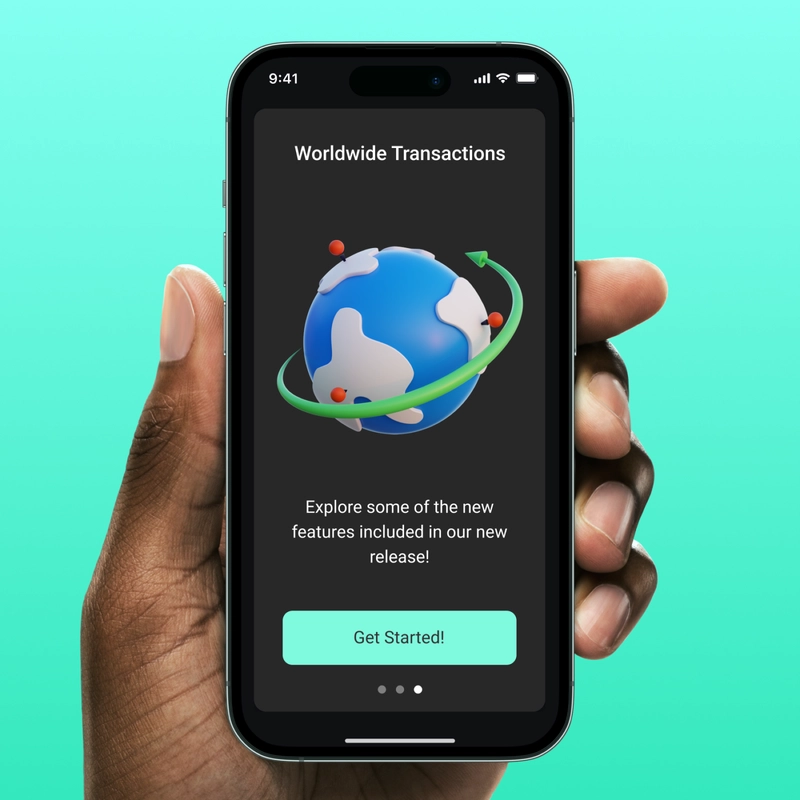 9:41
Worldwide Transactions
Explore some of the new
features included in our new
release!
Get Started!